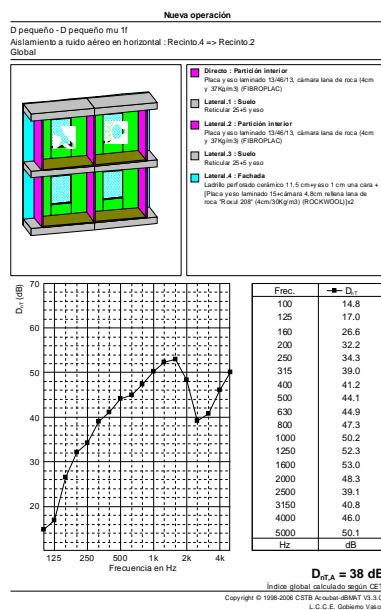 Nueva operación
D pequeño - D pequeño mu 1f
Aislamiento a ruido aéreo en horizontal : Recinto.4 => Recinto.2
Global
Directo : Partición interior
Placa yeso laminado 13/46/13, cámara lana de roca (4cm
y 37Kg/m3) (FIBROPLAC)
Lateral.1 : Suelo
Reticular 25+5 yeso
Lateral.2 : Partición interior
Placa yeso laminado 13/46/13, cámara lana de roca (4cm
y 37Kg/m3) (FIBROPLAC)
Lateral.3 : Suelo
Reticular 25+5 yeso
Lateral.4 : Fachada
Ladrillo perforado cerámico 11,5 cm+yeso 1 cm una cara +
[Placa yeso laminado 15+cámara 4,8cm rellena lana de
roca "Roxul 208" (4cm/30Kg/m3) (ROCKWOOL)]x2
DnT (dB)
70
60
50
40
30
20
125 250 500 1k 2k 4k
Frecuencia en Hz
Frec. DnT
100 14.8
125 17.0
160 26.6
200 32.2
250 34.3
315 39.0
400 41.2
500 44.1
630 44.9
800 47.3
1000 50.2
1250 52.3
1600 53.0
2000 48.3
2500 39.1
3150 40.8
4000 46.0
5000 50.1
Hz dB
DnT,A = 38 dB
Índice global calculado según CET
Copyright © 1998-2006 CSTB Acoubat-dBMAT V3.3.0
L.C.C.E. Gobierno Vasco